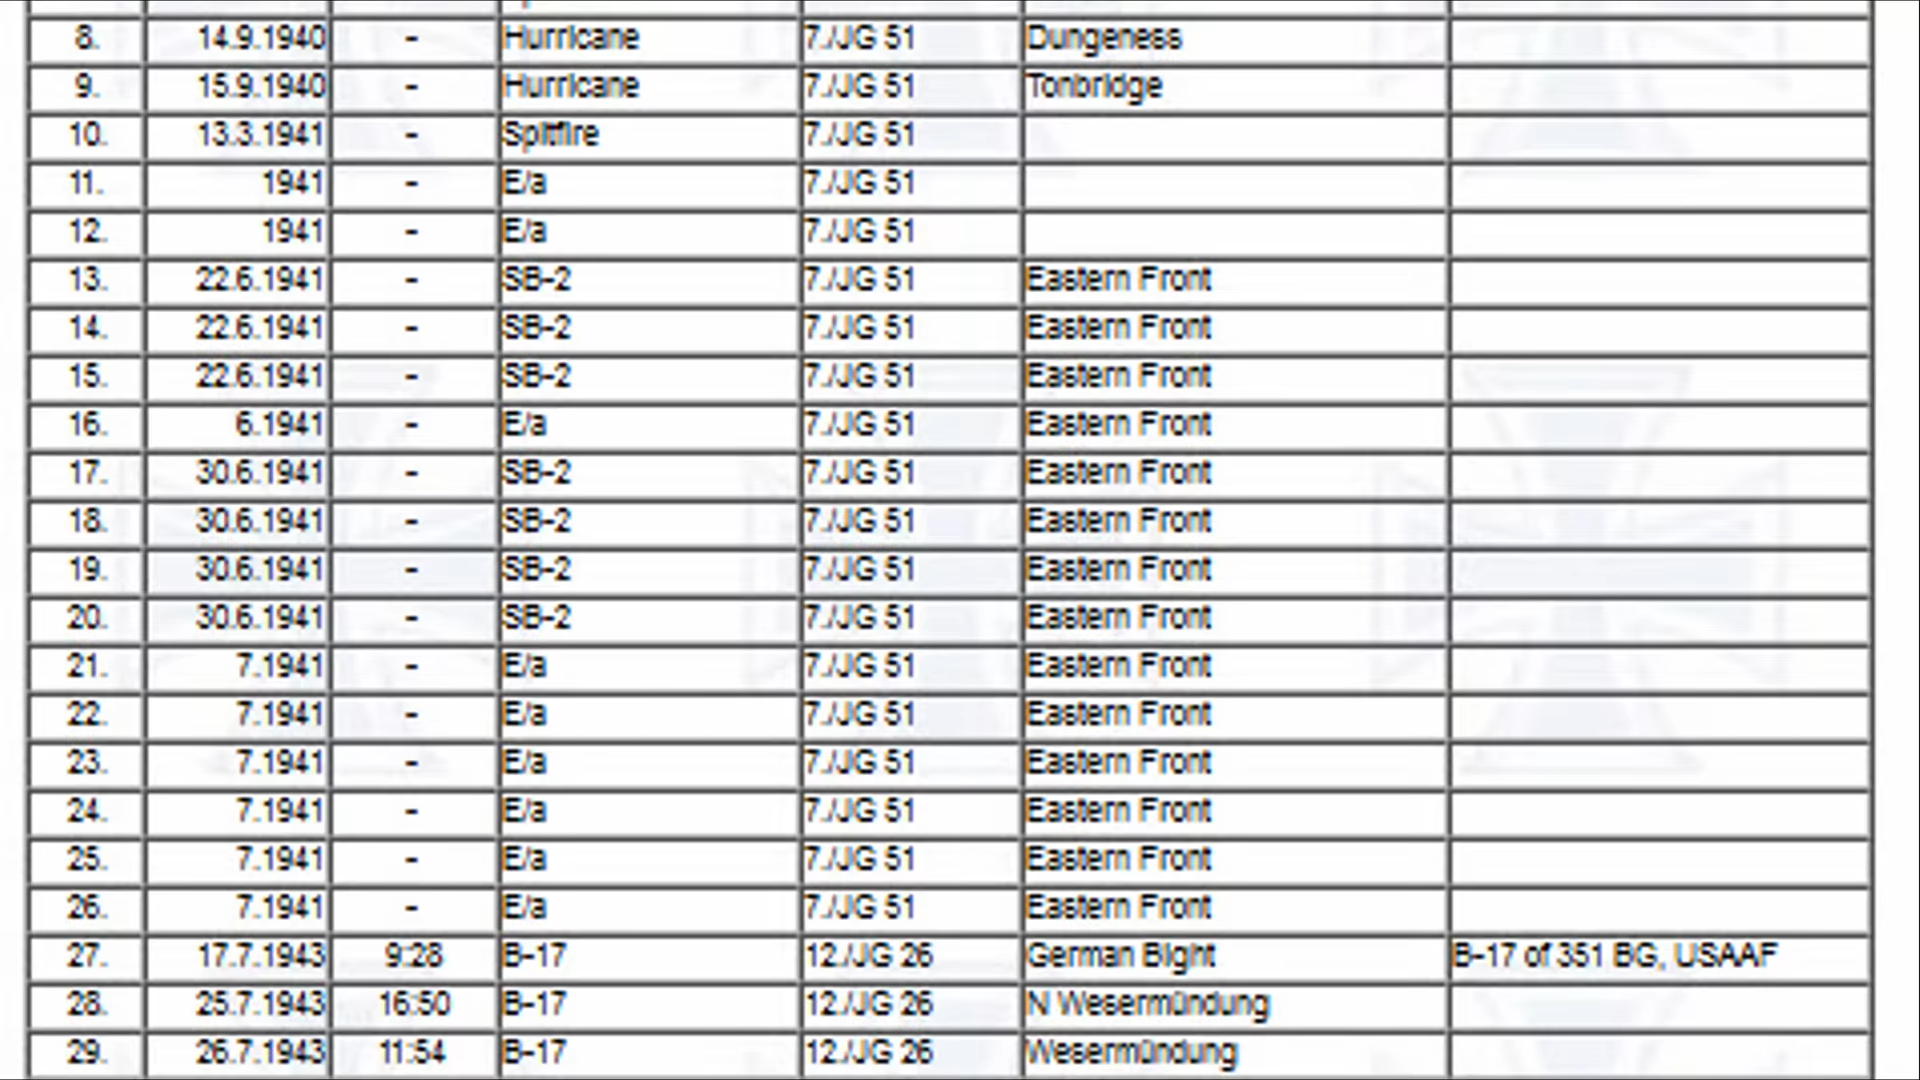 8. 14.9.1940 - Hurricane 7./JG 51 Dungeness
9. 15.9.1940 - Hurricane 7./JG 51 Tonbridge
10. 13.3.1941 - Spitfire 7./JG 51
11. 1941 - E/a 7./JG 51
12. 1941 - E/a 7./JG 51
13. 22.6.1941 - SB-2 7./JG 51 Eastern Front
14. 22.6.1941 - SB-2 7./JG 51 Eastern Front
15. 22.6.1941 - SB-2 7./JG 51 Eastern Front
16. 6.1941 - E/a 7./JG 51 Eastern Front
17. 30.6.1941 - SB-2 7./JG 51 Eastern Front
18. 30.6.1941 - SB-2 7./JG 51 Eastern Front
19. 30.6.1941 - SB-2 7./JG 51 Eastern Front
20. 30.6.1941 - SB-2 7./JG 51 Eastern Front
21. 7.1941 - E/a 7./JG 51 Eastern Front
22. 7.1941 - E/a 7./JG 51 Eastern Front
23. 7.1941 - E/a 7./JG 51 Eastern Front
24. 7.1941 - E/a 7./JG 51 Eastern Front
25. 7.1941 - E/a 7./JG 51 Eastern Front
26. 7.1941 - E/a 7./JG 51 Eastern Front
27. 17.7.1943 9:28 B-17 12./JG 26 German Bight B-17 of 351 BG, USAAF
28. 25.7.1943 16:50 B-17 12./JG 26 N Wesermündung
29. 26.7.1943 11:54 B-17 12./JG 26 Wesermündung